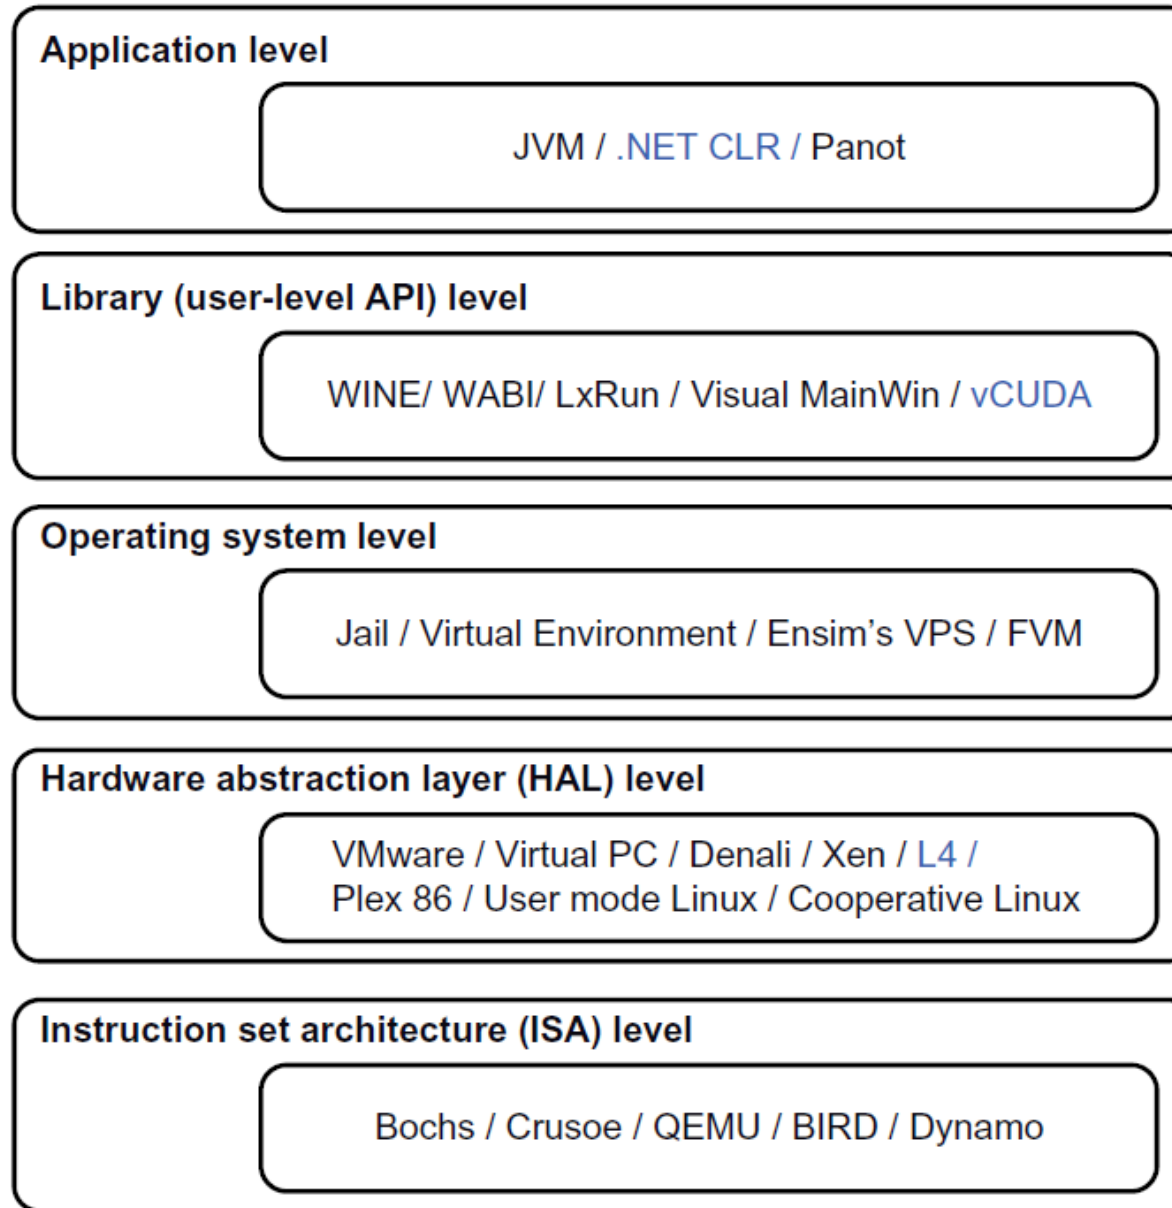 Application level
JVM / .NET CLR / Panot
Library (user-level API) level
WINE/ WABI/ LxRun / Visual MainWin / vCUDA
Operating system level
Jail / Virtual Environment / Ensim’s VPS / FVM
Hardware abstraction layer (HAL) level
VMware / Virtual PC / Denali / Xen / L4 /
Plex 86 / User mode Linux / Cooperative Linux
Instruction set architecture (ISA) level
Bochs / Crusoe / QEMU / BIRD / Dynamo